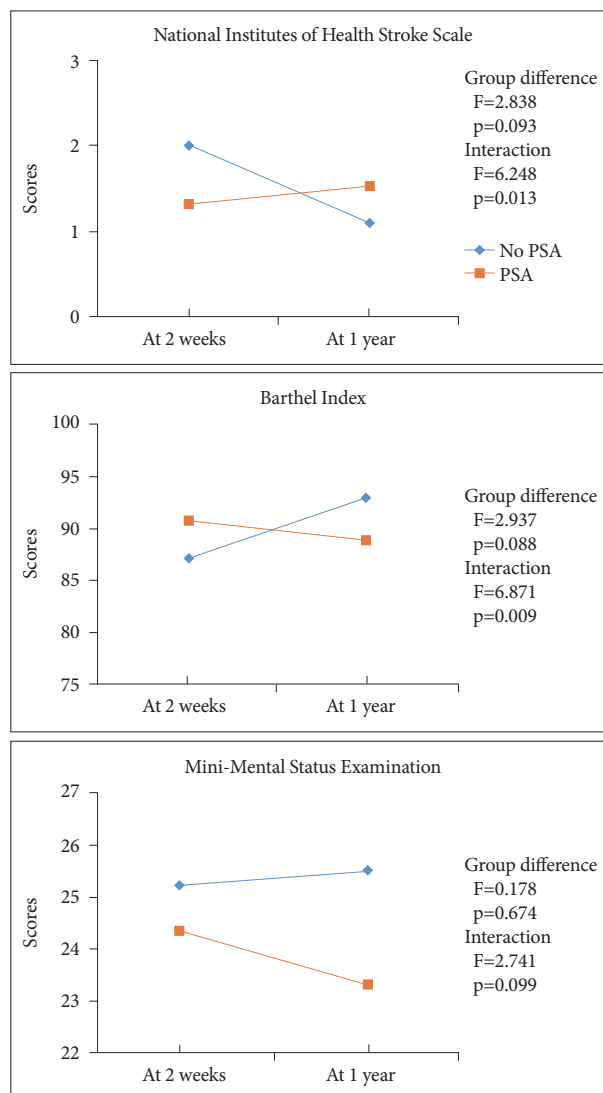 National Institutes of Health Stroke Scale
3
2
1
0
Scores
At 2 weeks
At 1 year
Group difference
F=2.838
p=0.093
Interaction
F=6.248
p=0.013
No PSA
PSA
Barthel Index
100
95
90
85
80
75
Scores
At 2 weeks
At 1 year
Group difference
F=2.937
p=0.088
Interaction
F=6.871
p=0.009
Mini-Mental Status Examination
27
26
25
24
23
22
Scores
At 2 weeks
At 1 year
Group difference
F=0.178
p=0.674
Interaction
F=2.741
p=0.099